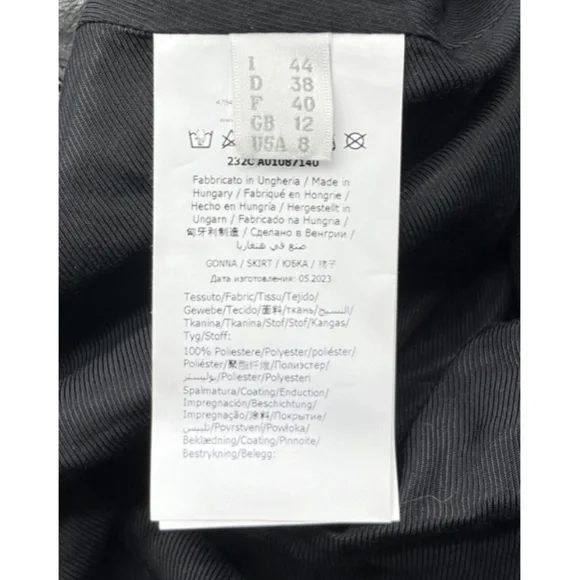 I 44
D 38
F 40
GB 12
USA 8
232C A01087140
Fabbricato in Ungheria / Made in
Hungary / Fabriqué en Hongrie /
Hecho en Hungría / Hergestellt in
Ungarn / Fabricado na Hungria /
匈牙利制造 / Сделано в Венгрии /
صنع في هنغاريا
GONNA / SKIRT / ЮБКА / 裙子
Дата изготовления: 05.2023
Tessuto/Fabric/Tissu/Tejido/
Gewebe/Tecido/面料/ткань/النسيج/
Tkanina/Tkanina/Stof/Stof/Kangas/
Tyg/Stoff:
100% Poliestere/Polyester/poliéster/
Poliéster/聚酯纤维/Полиэстер/
بوليستر/Poliester/Polyesteri
Spalmatura/Coating/Enduction/
Impregnación/Beschichtung/
Impregnação/涂料/Покрытие/
تلبيس/Povrstvení/Powłoka/
Beklædning/Coating/Pinnoite/
Bestrykning/Belegg: